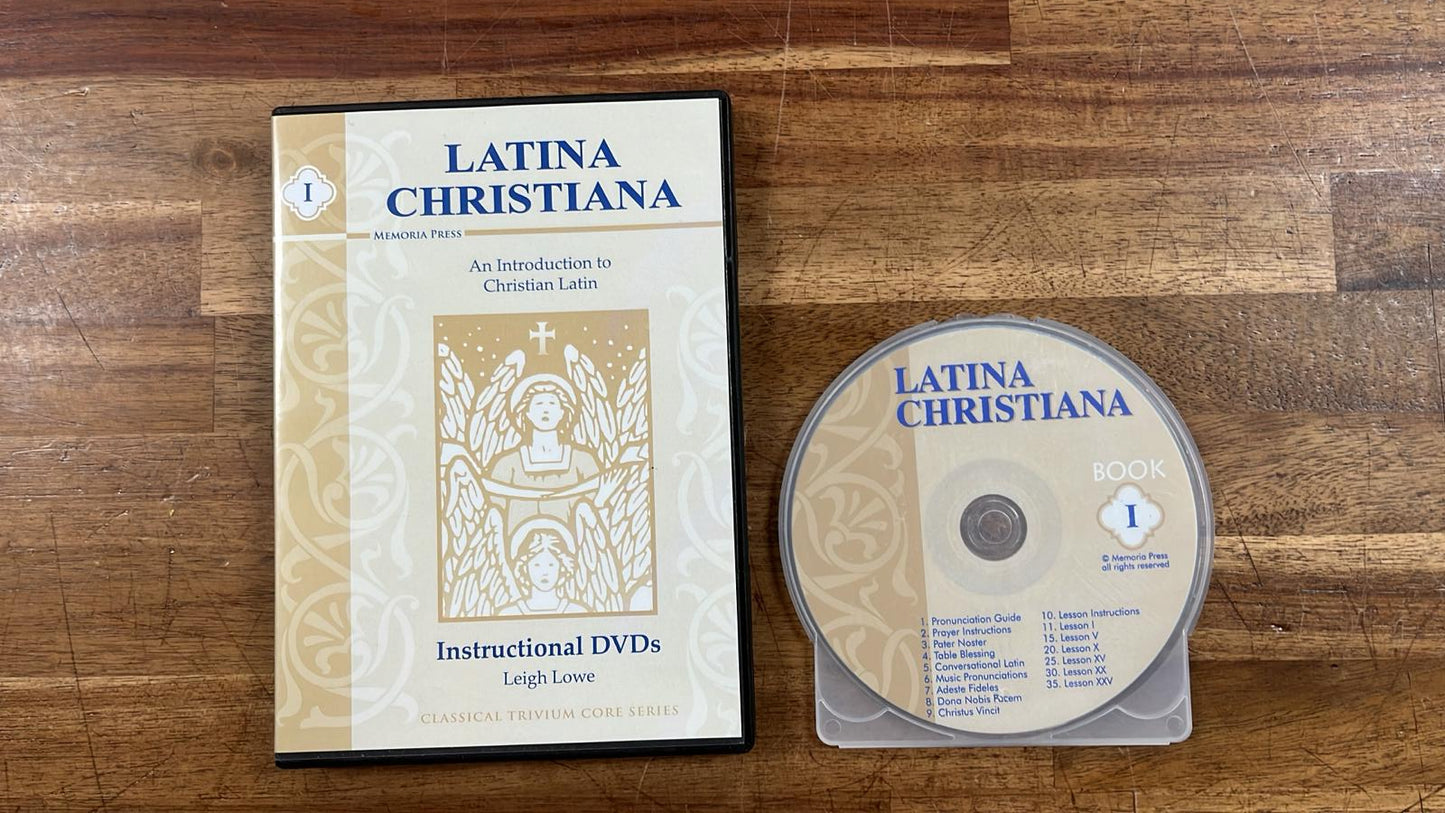 I
LATINA
CHRISTIANA
MEMORIA PRESS
An Introduction to
Christian Latin
Instructional DVDs
Leigh Lowe
CLASSICAL TRIVIUM CORE SERIES
LATINA
CHRISTIANA
BOOK
I
© Memoria Press
all rights reserved
1. Pronunciation Guide
2. Prayer Instructions
3. Pater Noster
4. Table Blessing
5. Conversational Latin
6. Music Pronunciations
7. Adeste Fideles
8. Dona Nobis Pacem
9. Christus Vincit
10. Lesson Instructions
11. Lesson I
15. Lesson V
20. Lesson X
25. Lesson XV
30. Lesson XX
35. Lesson XXV